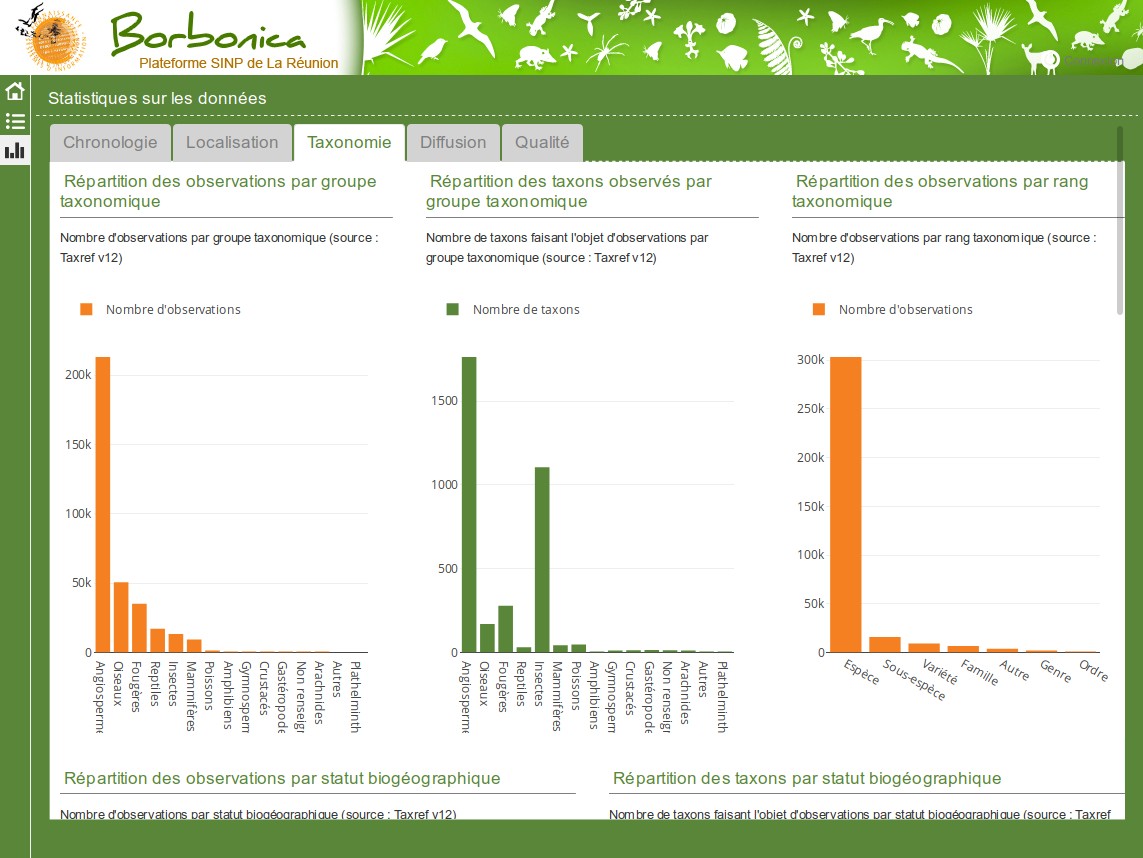 Borbonica
Plateforme SINP de La Réunion
Statistiques sur les données
Chronologie
Localisation
Taxonomie
Diffusion
Qualité
Répartition des observations par groupe
taxonomique
Nombre d'observations par groupe taxonomique (source :
Taxref v12)
Nombre d'observations
200k
150k
100k
50k
0
Angiosperme
Oiseaux
Fougères
Reptiles
Insectes
Mammifères
Poissons
Amphibiens
Gymnosperm
Crustacés
Gastéropode
Non renseign
Arachnides
Autres
Plathelminth
Répartition des taxons observés par
groupe taxonomique
Nombre de taxons faisant l'objet d'observations par
groupe taxonomique (source : Taxref v12)
Nombre de taxons
1500
1000
500
0
Angiosperme
Oiseaux
Fougères
Reptiles
Insectes
Mammifères
Poissons
Amphibiens
Gymnosperm
Crustacés
Gastéropode
Non renseign
Arachnides
Autres
Plathelminth
Répartition des observations par rang
taxonomique
Nombre d'observations par rang taxonomique (source :
Taxref v12)
Nombre d'observations
300k
250k
200k
150k
100k
50k
0
Espèce
Sous-espèce
Variété
Famille
Autre
Genre
Ordre
Répartition des observations par statut biogéographique
Nombre d'observations par statut biogéographique (source : Taxref v12)
Répartition des taxons par statut biogéographique
Nombre de taxons faisant l'objet d'observations par statut biogéographique (source : Taxref